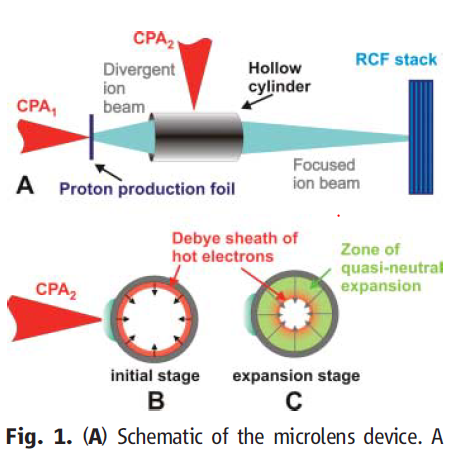 CPA2
Divergent
ion
beam
Hollow
cylinder
RCF stack
CPA1
Focused
ion beam
A
Proton production foil
Debye sheath of
hot electrons
Zone of
quasi-neutral
expansion
CPA2
initial stage
expansion stage
B
C
Fig. 1. (A) Schematic of the microlens device. A